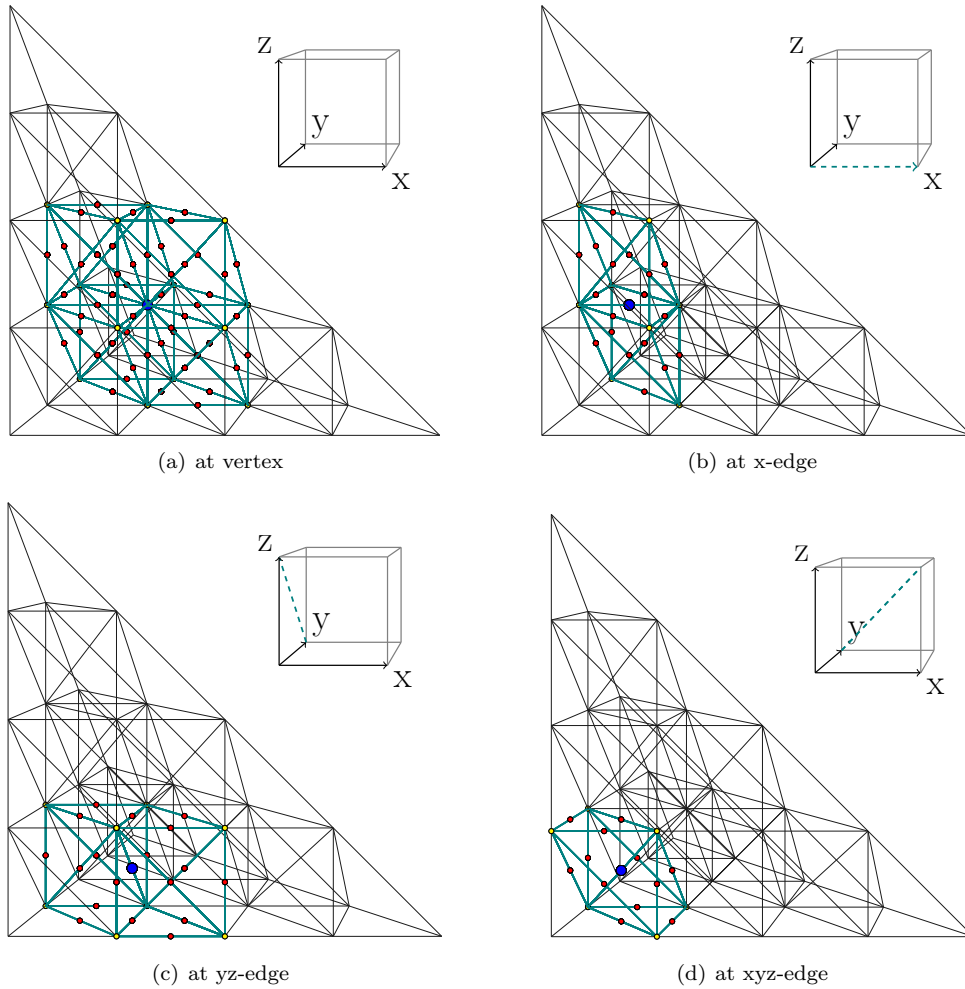 z
y
x
z
y
x
(a) at vertex
(b) at x-edge
z
y
x
z
y
x
(c) at yz-edge
(d) at xyz-edge